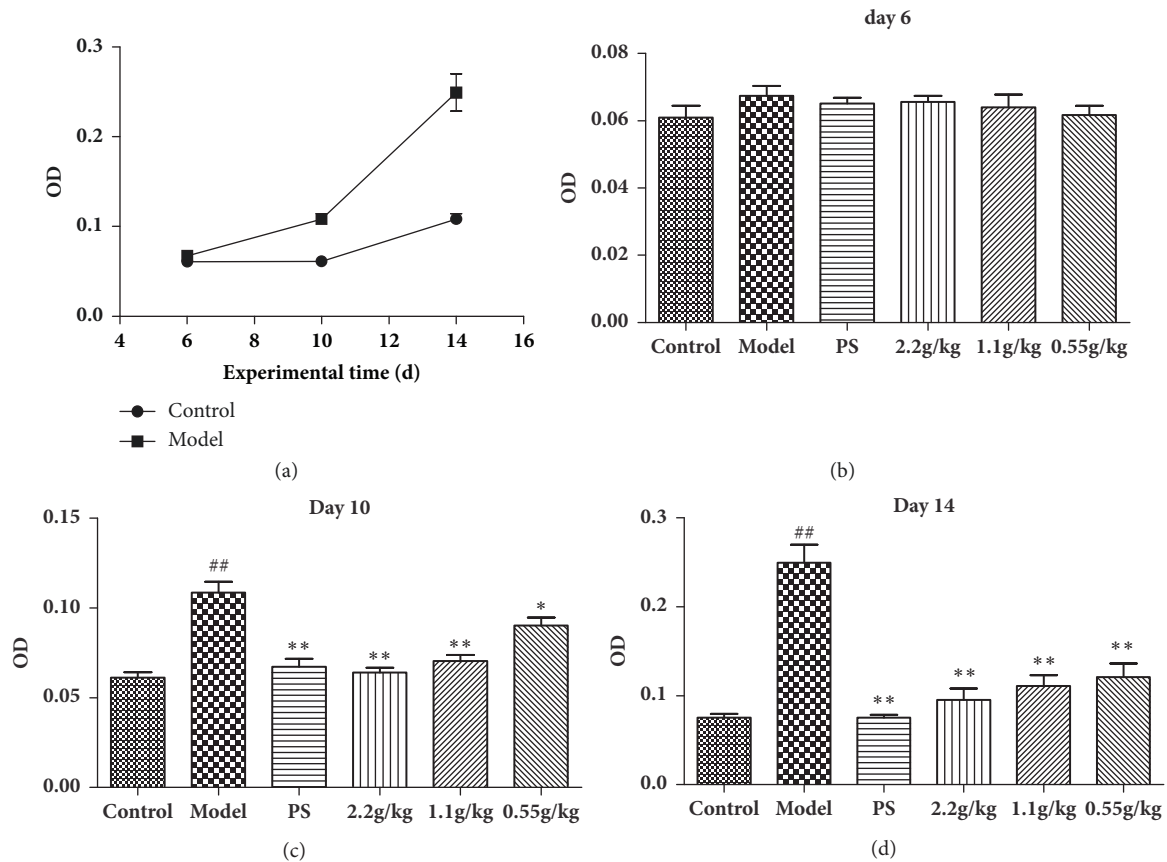 0.3
0.2
0.1
0.0
OD
4 6 8 10 12 14 16
Experimental time (d)
Control
Model
(a)
day 6
0.08
0.06
0.04
0.02
0.00
OD
Control Model PS 2.2g/kg 1.1g/kg 0.55g/kg
(b)
Day 10
0.15
0.10
0.05
0.00
OD
##
** ** ** *
Control Model PS 2.2g/kg 1.1g/kg 0.55g/kg
(c)
Day 14
0.3
0.2
0.1
0.0
OD
##
** ** ** **
Control Model PS 2.2g/kg 1.1g/kg 0.55g/kg
(d)